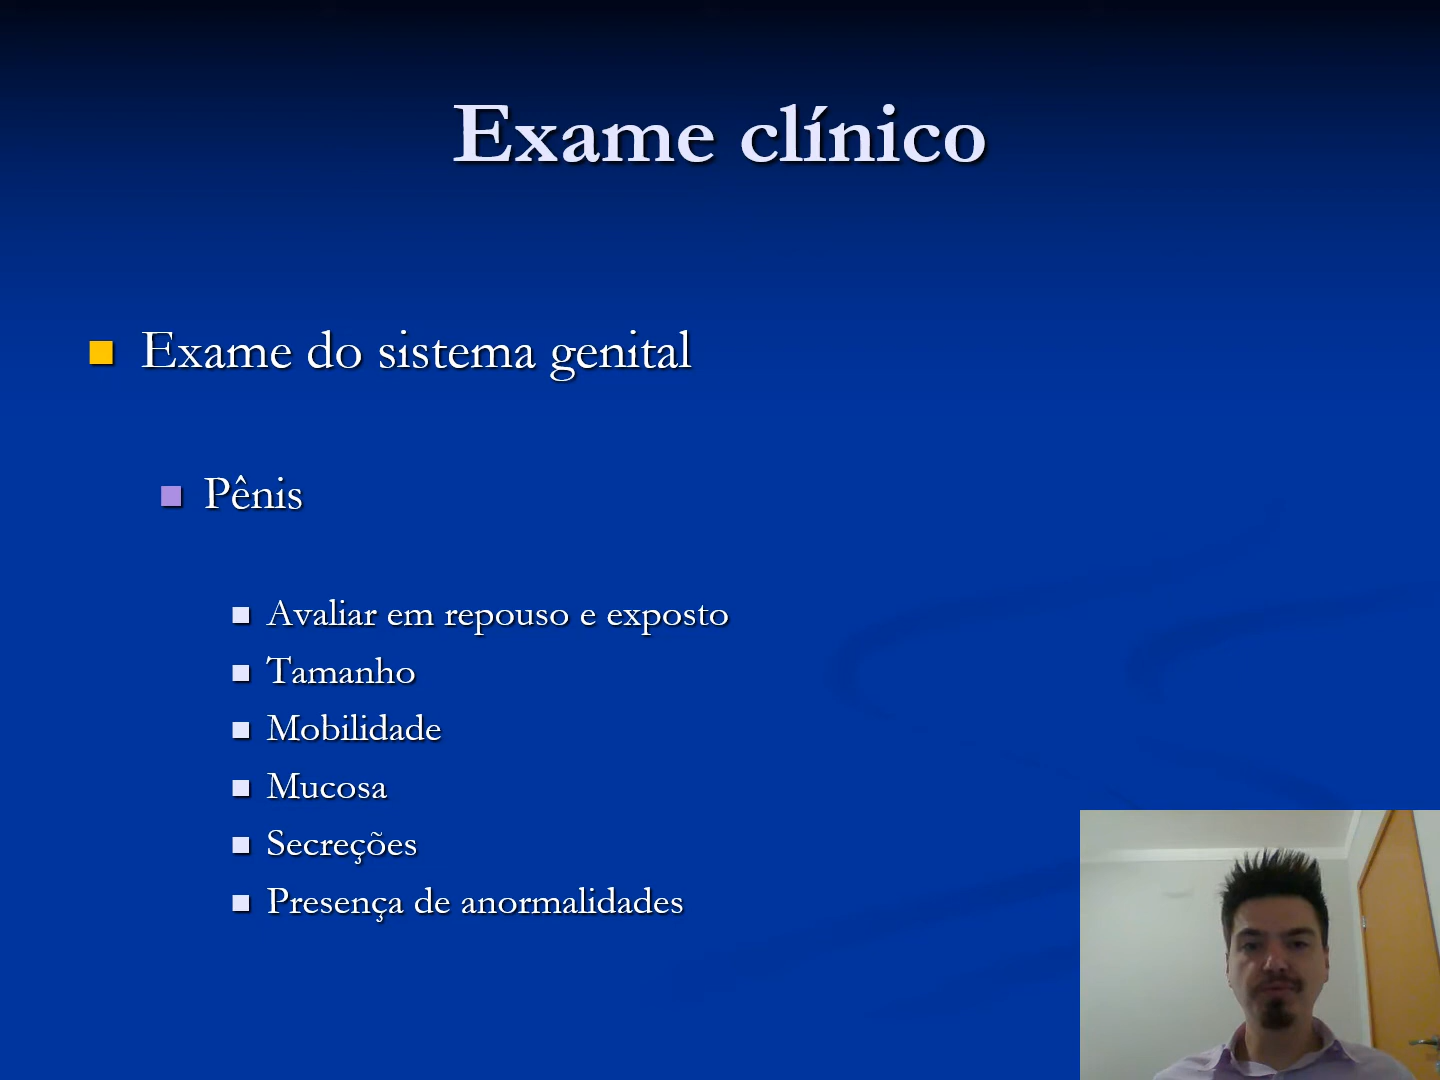 Exame clínico
Exame do sistema genital
Pênis
Avaliar em repouso e exposto
Tamanho
Mobilidade
Mucosa
Secreções
Presença de anormalidades